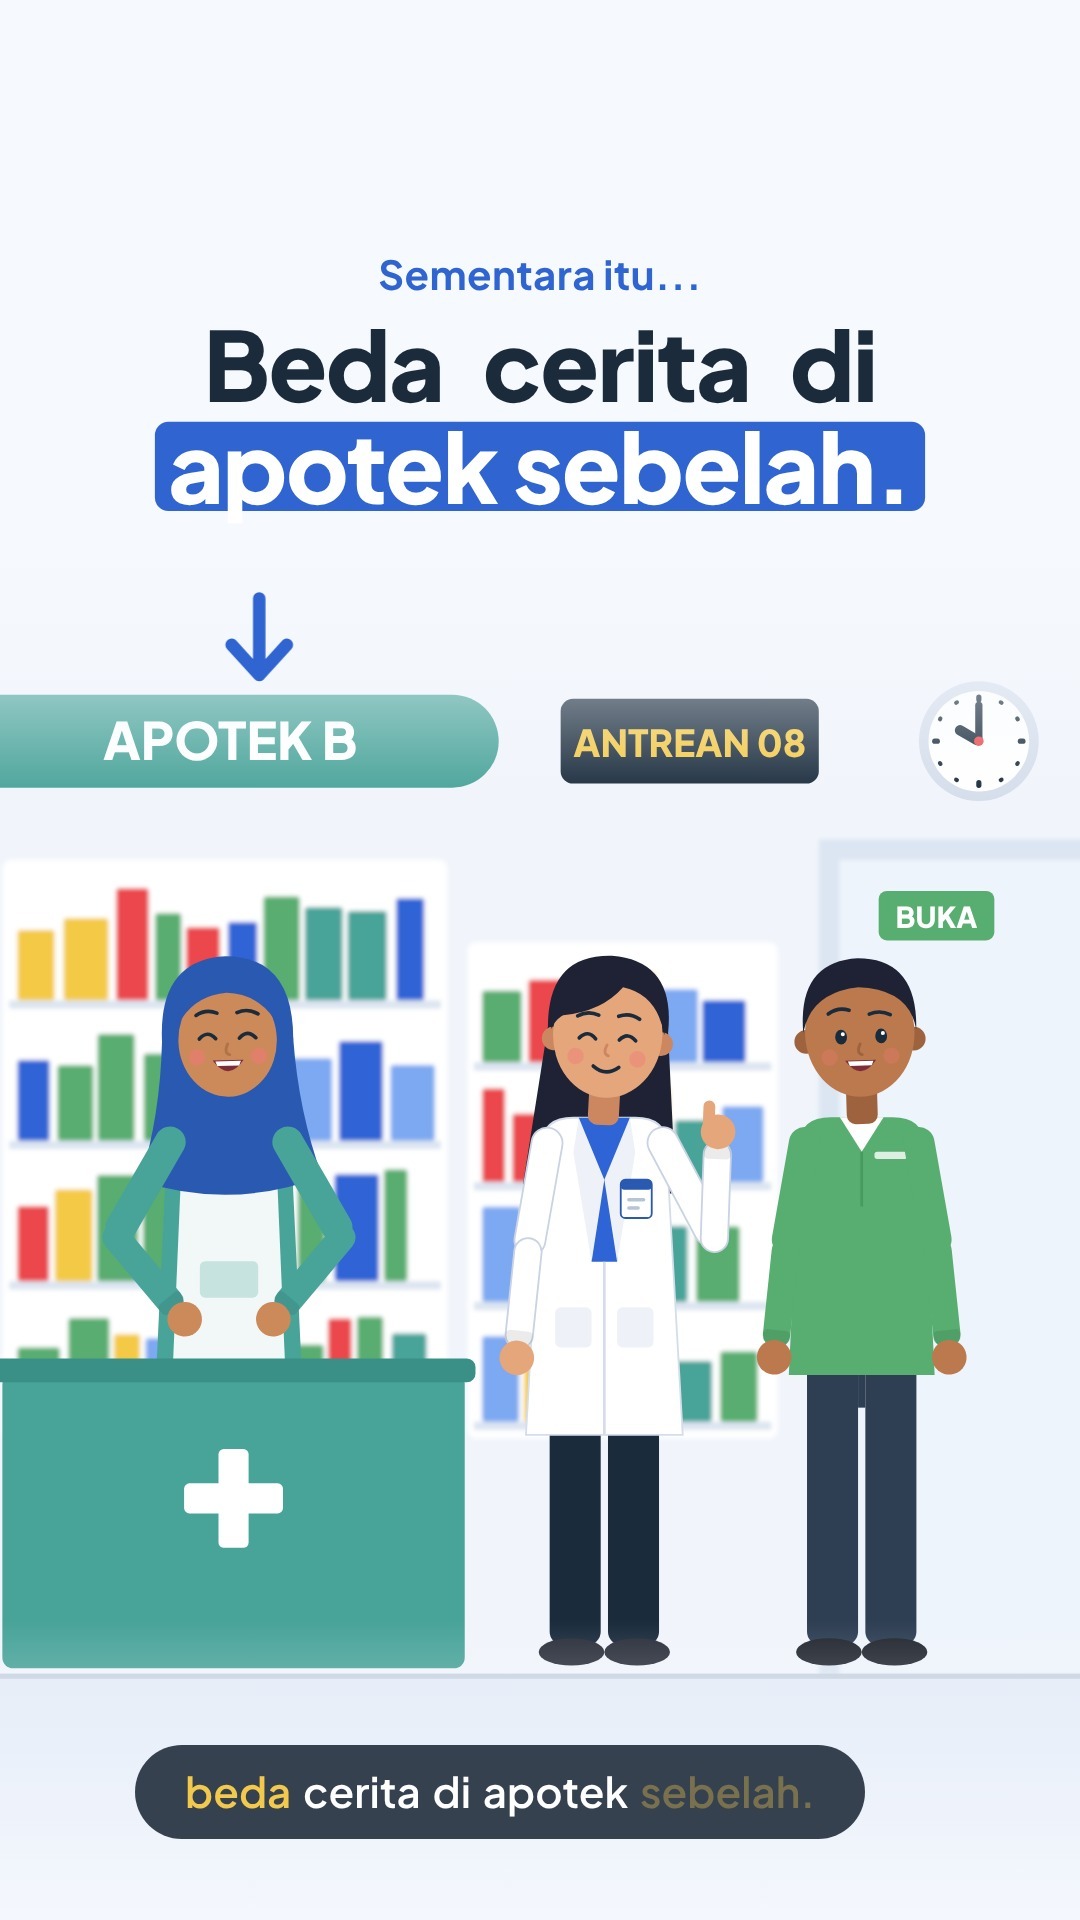 Sementara itu...
Beda cerita di
apotek sebelah.
APOTEK B
ANTREAN 08
BUKA
beda cerita di apotek sebelah.